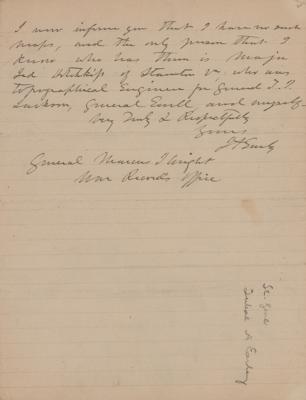 I now inform you that I have no such
maps, and the only person that I
know who has them is Major
Jed Hotchkiss of Staunton Va, who was
topographical Engineer for General T. J.
Jackson, General Ewell, and myself.
Very Truly & Respectfully
Yours
J A Early
General Marcus J Wright
War Records Office
Jubal A Early